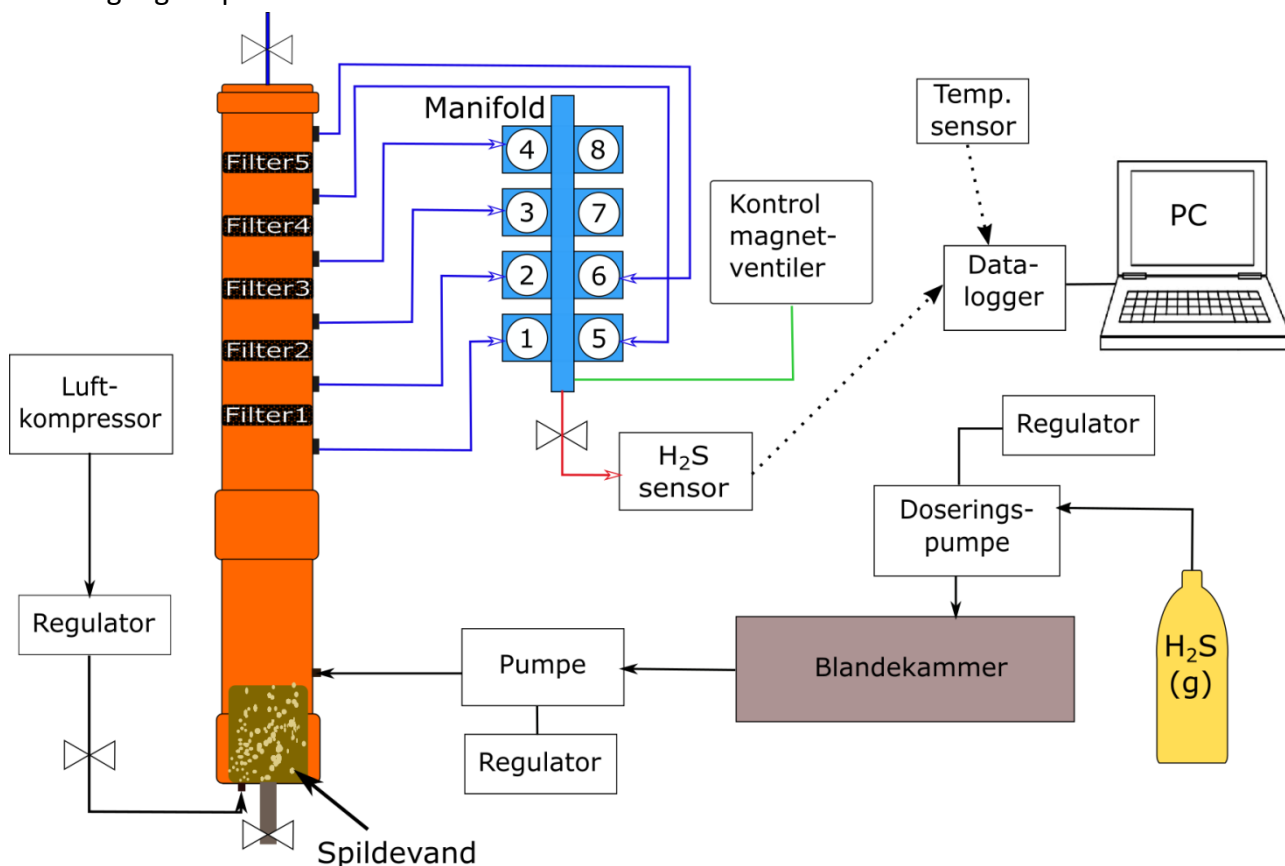 Manifold
Temp.
sensor
Filter5
Filter4
Filter3
Filter2
Filter1
4
8
3
7
2
6
1
5
Kontrol
magnet-
ventiler
Data-
logger
PC
Luft-
kompressor
H₂S
sensor
Regulator
Doserings-
pumpe
Regulator
Pumpe
Blandekammer
H₂S
(g)
Regulator
Spildevand